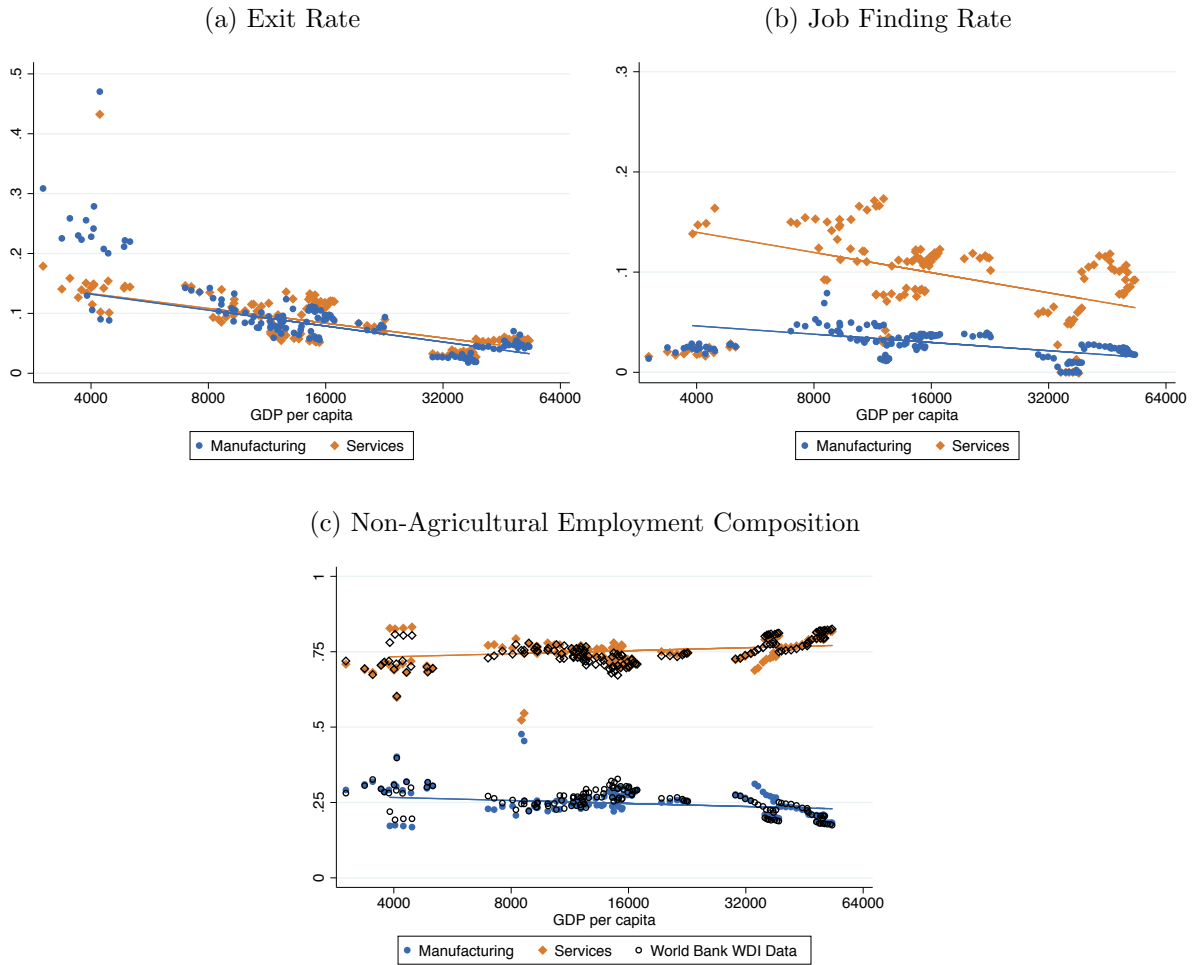 (a) Exit Rate
.5
.4
.3
.2
.1
0
4000 8000 16000 32000 64000
GDP per capita
Manufacturing Services
(b) Job Finding Rate
.3
.2
.1
0
4000 8000 16000 32000 64000
GDP per capita
Manufacturing Services
(c) Non-Agricultural Employment Composition
1
.75
.5
.25
0
4000 8000 16000 32000 64000
GDP per capita
Manufacturing Services World Bank WDI Data